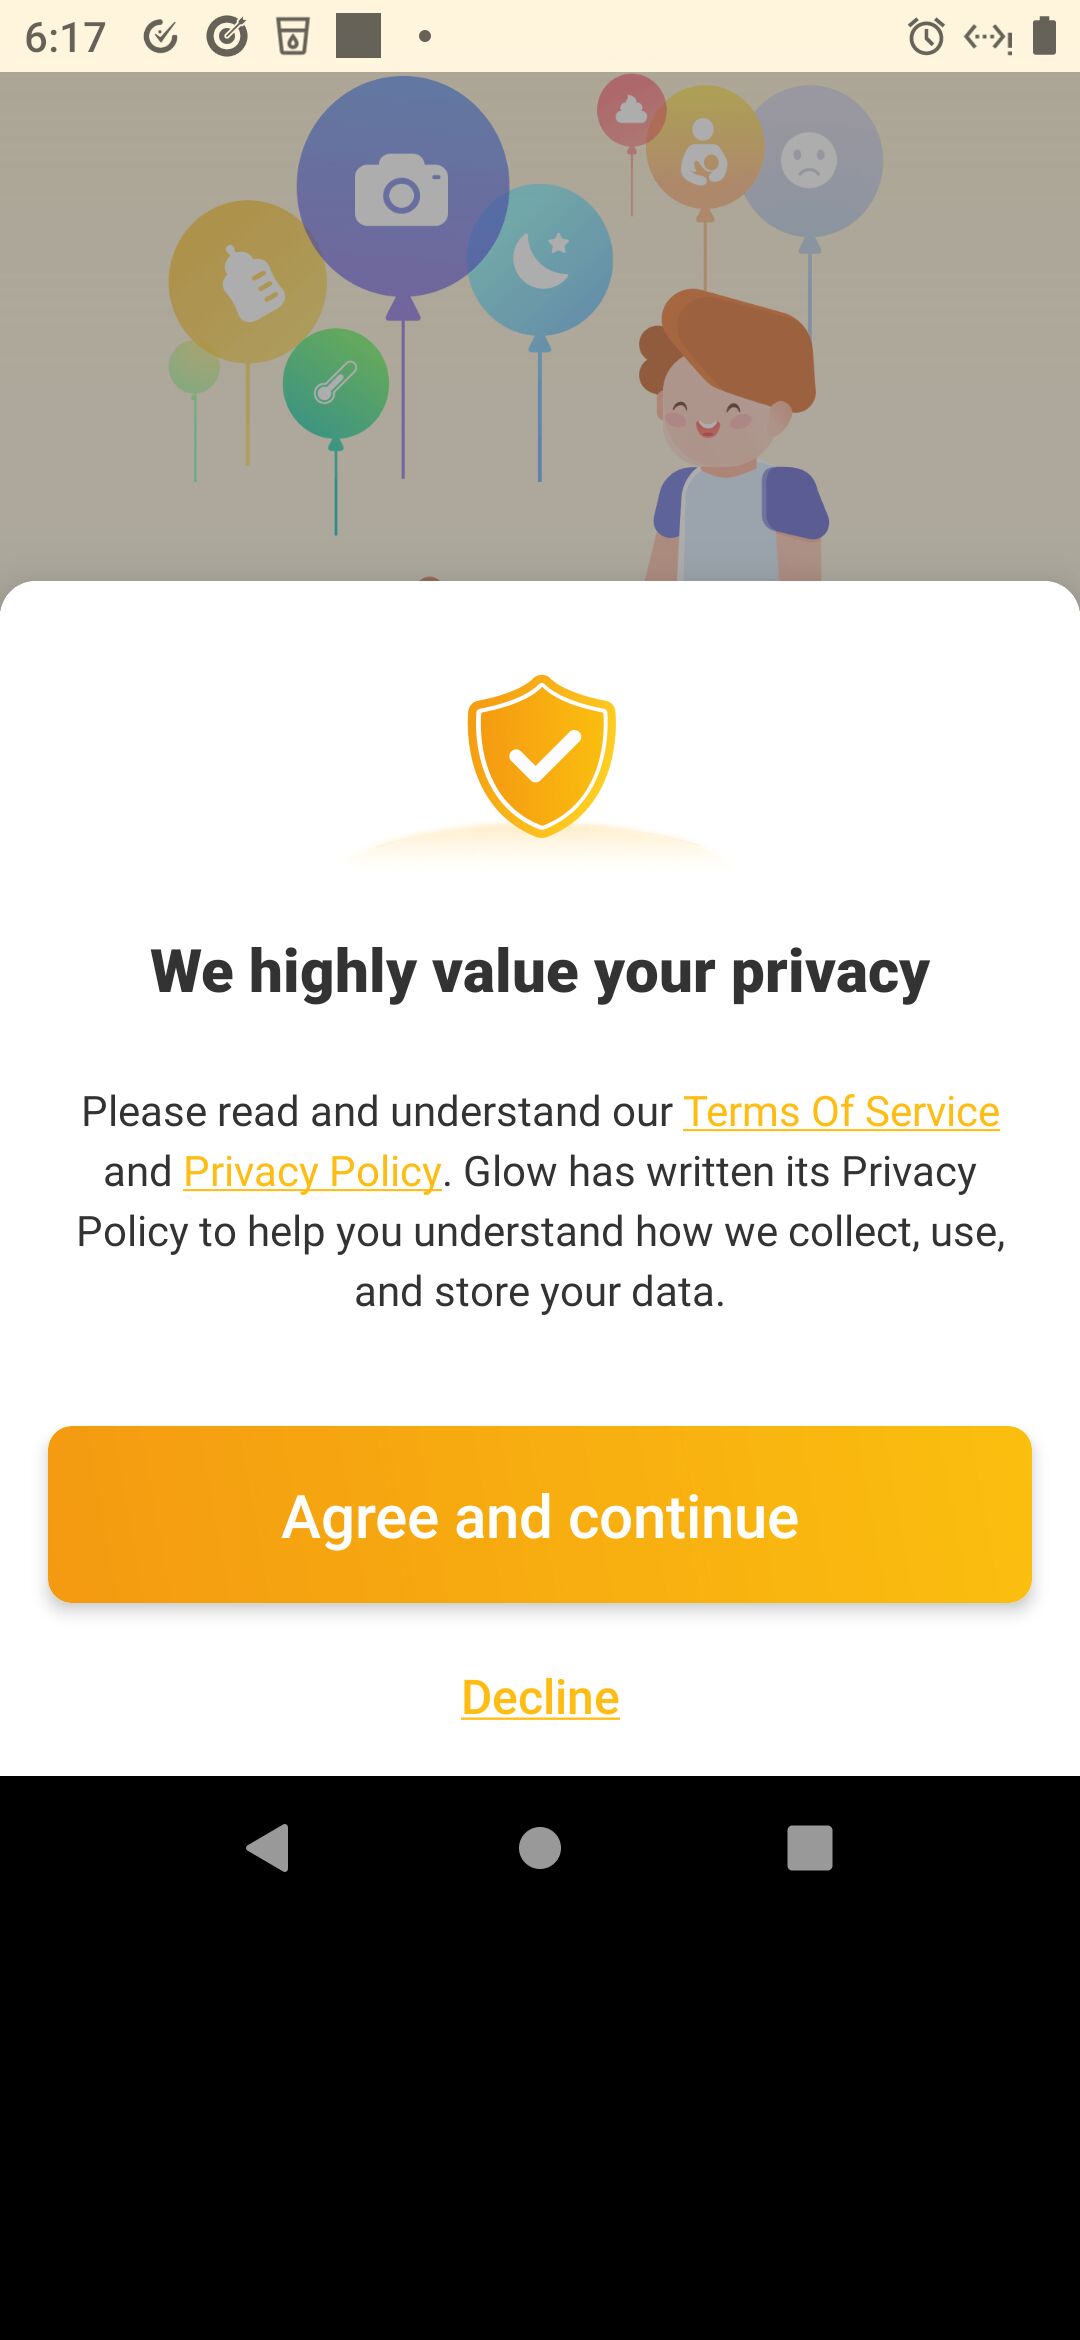 6:17
We highly value your privacy
Please read and understand our Terms Of Service
and Privacy Policy. Glow has written its Privacy
Policy to help you understand how we collect, use,
and store your data.
Agree and continue
Decline